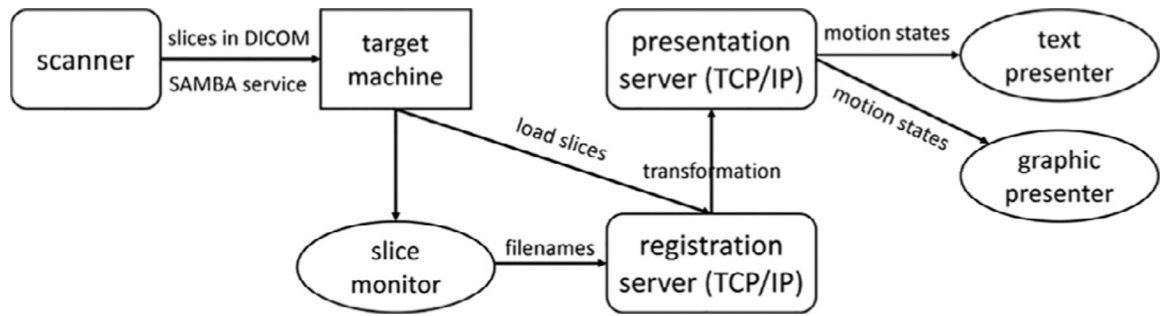 scanner
slices in DICOM
SAMBA service
target
machine
presentation
server (TCP/IP)
motion states
motion states
text
presenter
graphic
presenter
load slices
transformation
slice
monitor
filenames
registration
server (TCP/IP)